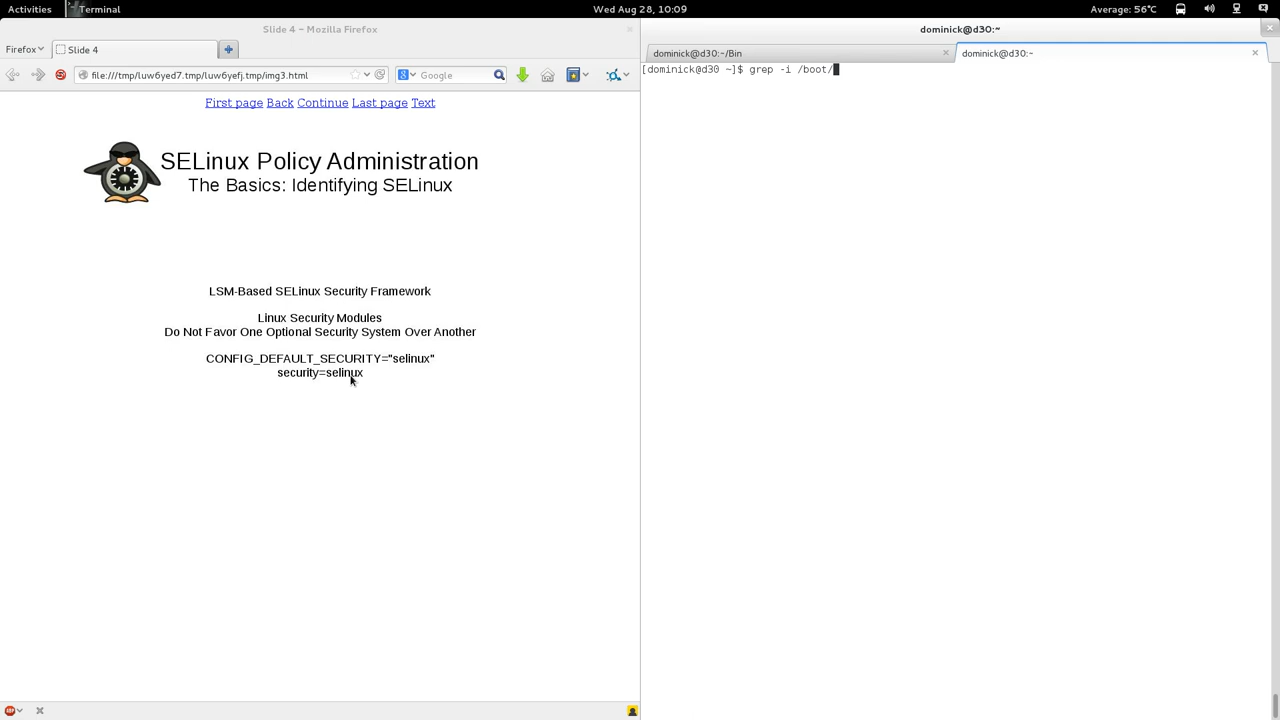 Activities Terminal Wed Aug 28, 10:09 Average: 56°C
Slide 4 - Mozilla Firefox
Firefox Slide 4
file:///tmp/luw6yed7.tmp/luw6yefj.tmp/img3.html Google
First page Back Continue Last page Text
SELinux Policy Administration
The Basics: Identifying SELinux
LSM-Based SELinux Security Framework
Linux Security Modules
Do Not Favor One Optional Security System Over Another
CONFIG_DEFAULT_SECURITY="selinux"
security=selinux
dominick@d30:~
dominick@d30:~/Bin dominick@d30:~
[dominick@d30 ~]$ grep -i /boot/